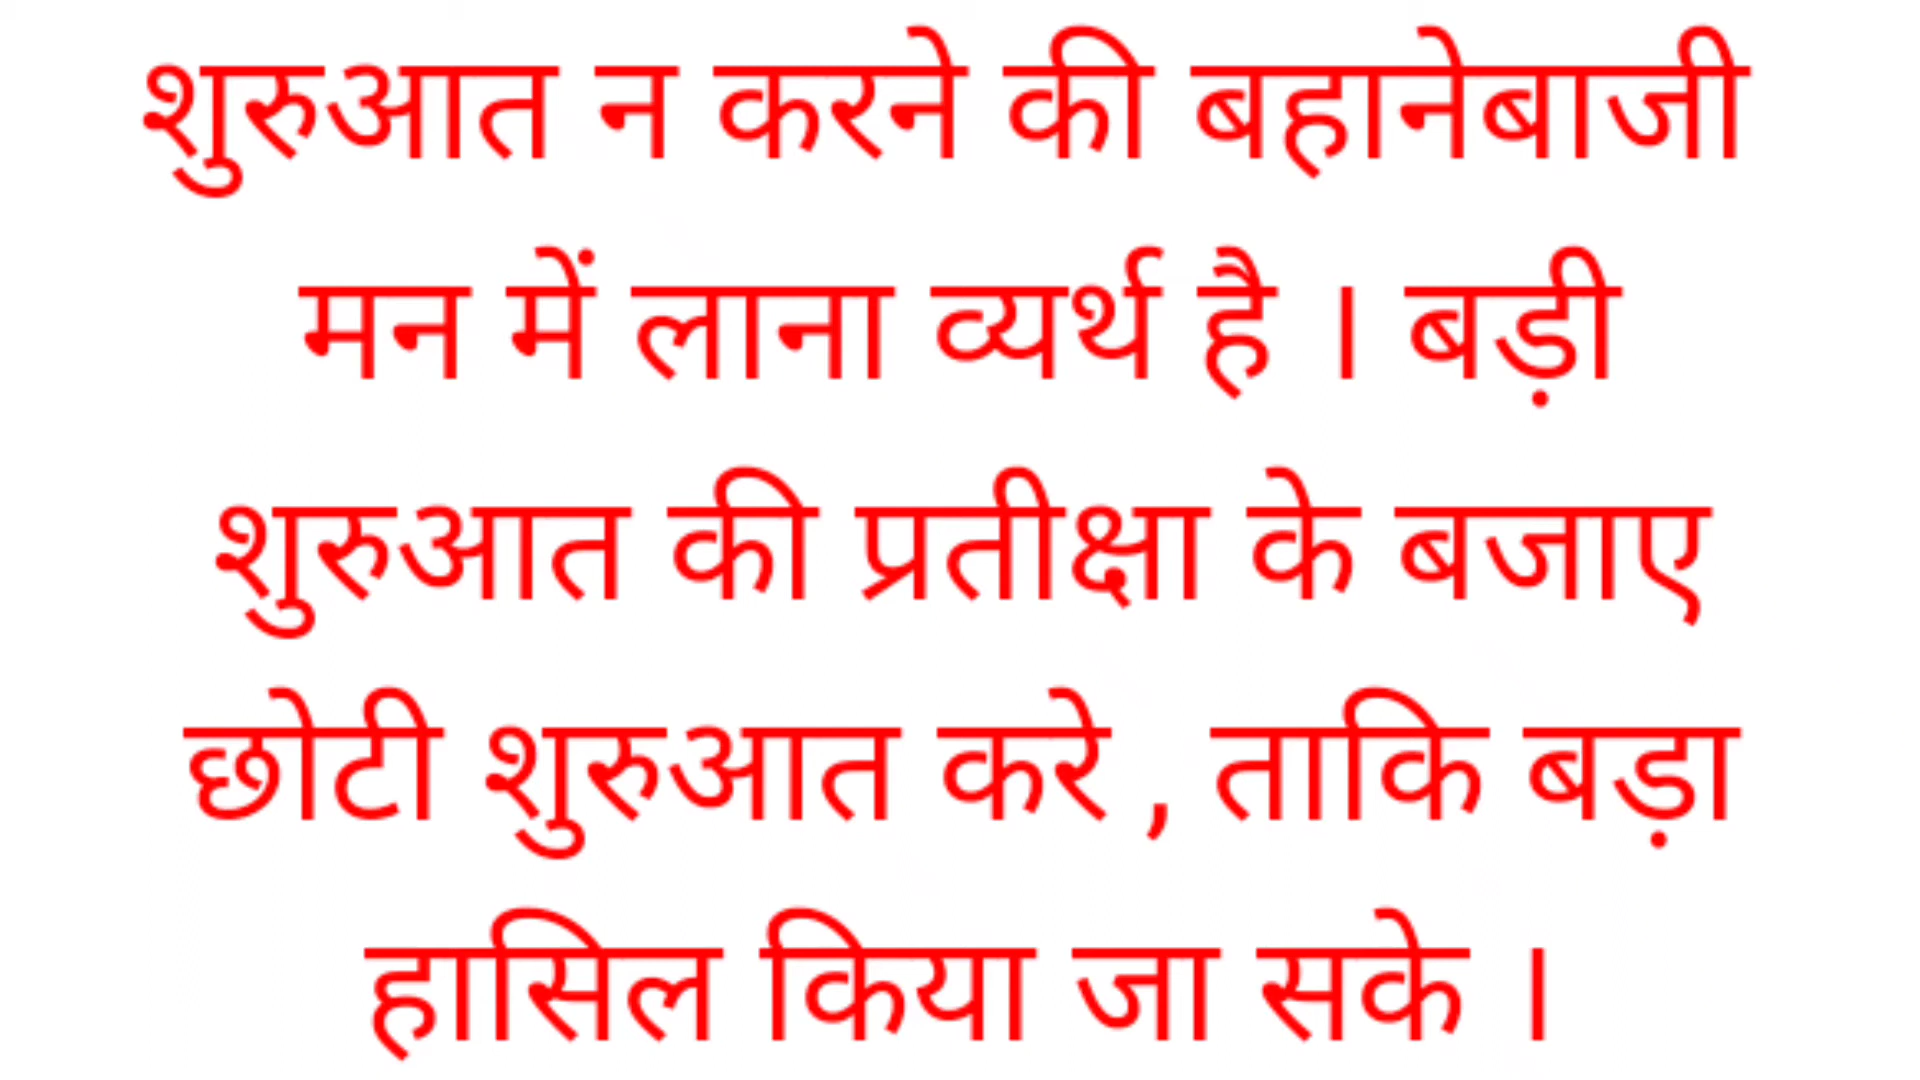 शुरुआत न करने की बहानेबाजी
मन में लाना व्यर्थ है । बड़ी
शुरुआत की प्रतीक्षा के बजाए
छोटी शुरुआत करे , ताकि बड़ा
हासिल किया जा सके ।